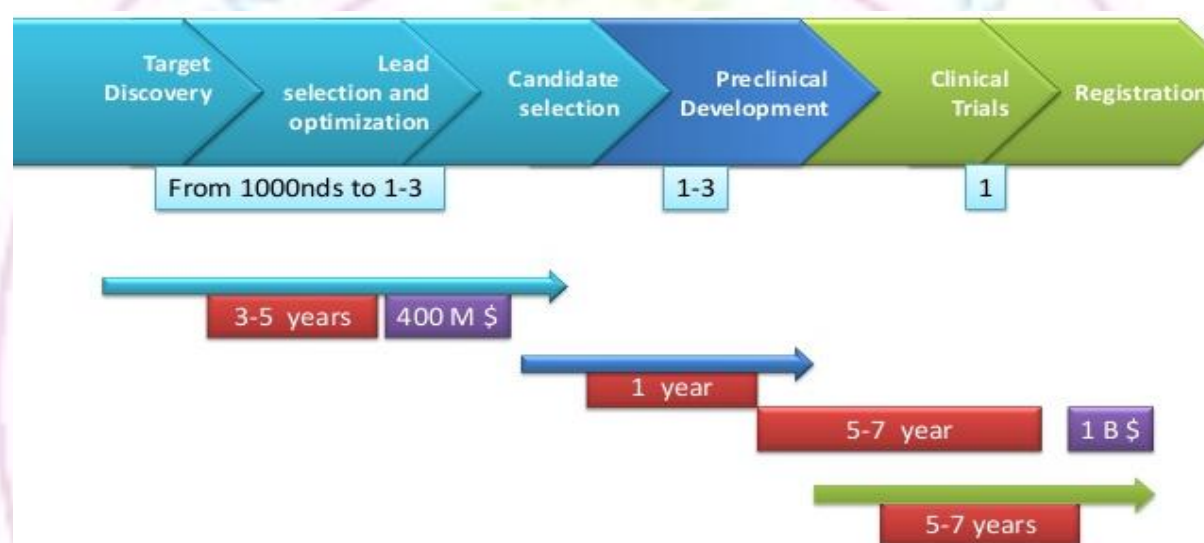 Target
Discovery
Lead
selection and
optimization
Candidate
selection
Preclinical
Development
Clinical
Trials
Registration
From 1000nds to 1-3
1-3
1
3-5 years
400 M $
1 year
5-7 year
1 B $
5-7 years